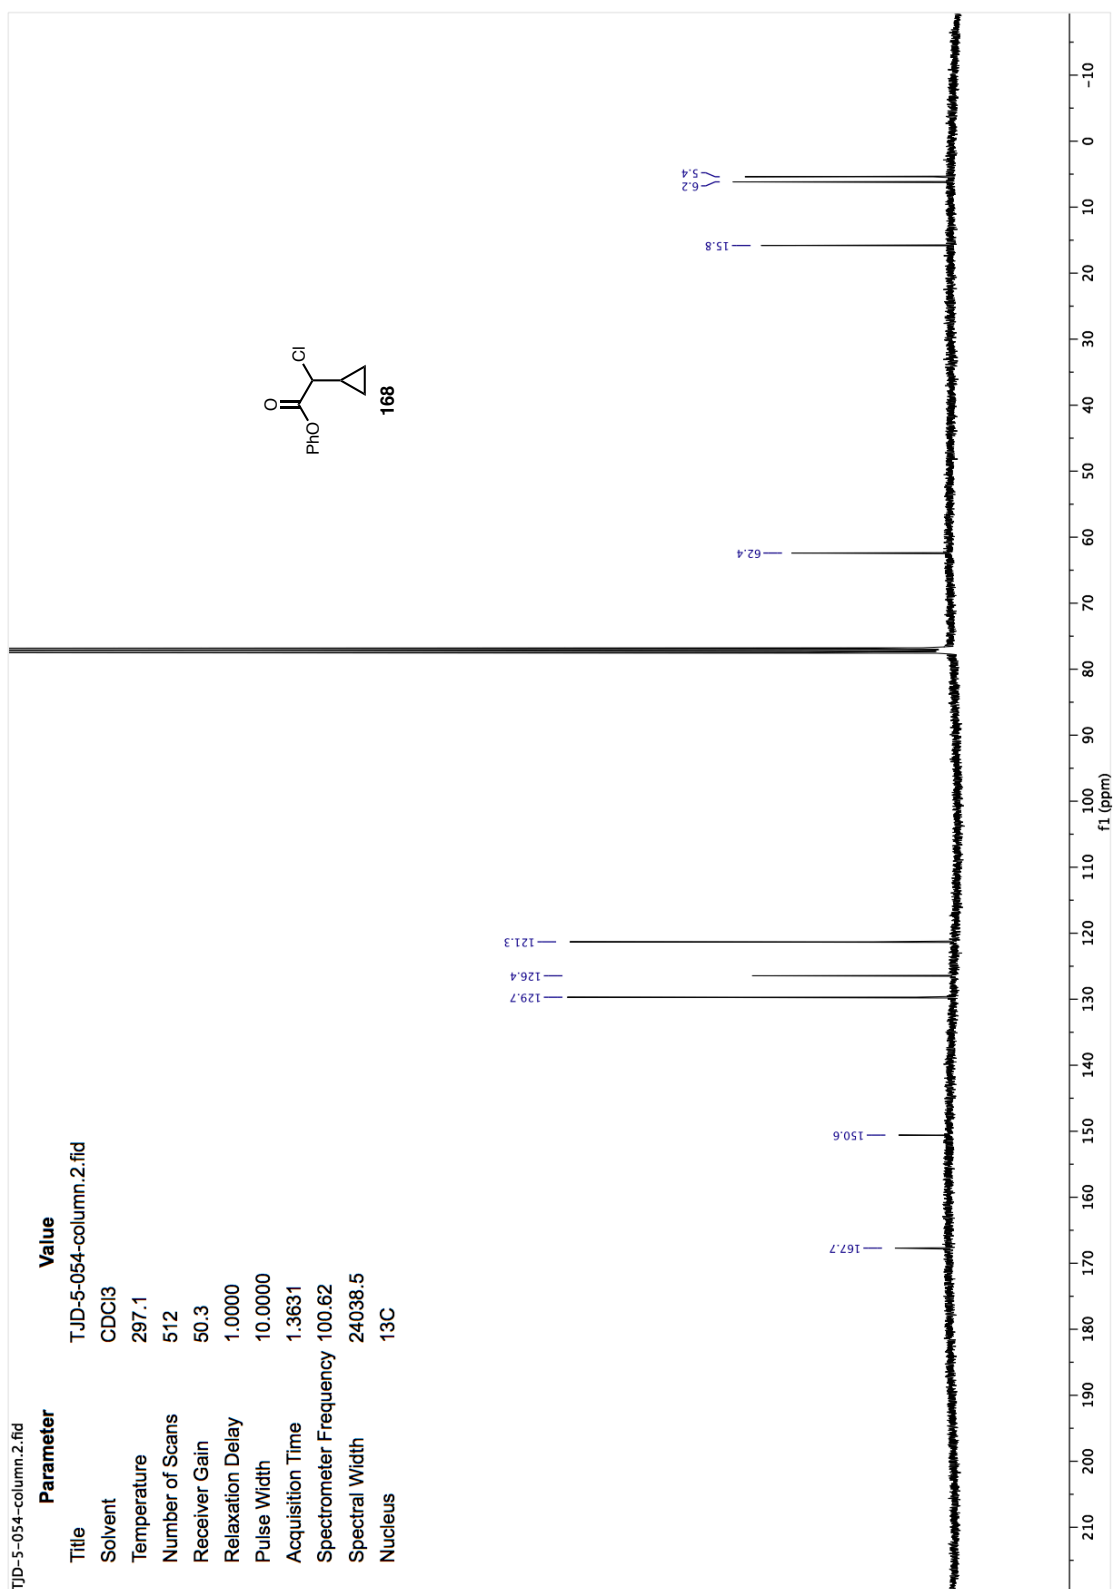 TJD-5-054-column.2.fid
Parameter Value
Title TJD-5-054-column.2.fid
Solvent CDCl3
Temperature 297.1
Number of Scans 512
Receiver Gain 50.3
Relaxation Delay 1.0000
Pulse Width 10.0000
Acquisition Time 1.3631
Spectrometer Frequency 100.62
Spectral Width 24038.5
Nucleus 13C
O
Cl
PhO
168
167.7
150.6
129.7
126.4
121.3
62.4
15.8
6.2
5.4
210 200 190 180 170 160 150 140 130 120 110 100 90 80 70 60 50 40 30 20 10 0 -10
f1 (ppm)